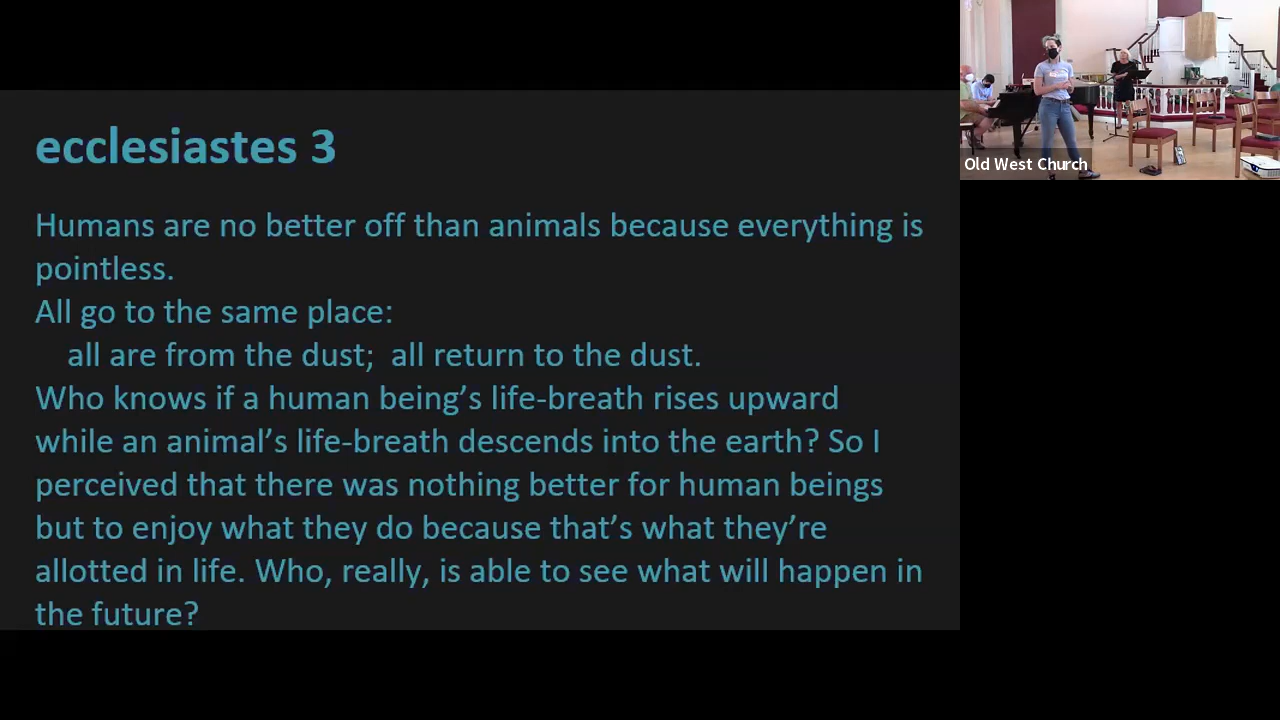 ecclesiastes 3
Humans are no better off than animals because everything is
pointless.
All go to the same place:
all are from the dust;  all return to the dust.
Who knows if a human being’s life-breath rises upward
while an animal’s life-breath descends into the earth? So I
perceived that there was nothing better for human beings
but to enjoy what they do because that’s what they’re
allotted in life. Who, really, is able to see what will happen in
the future?
Old West Church